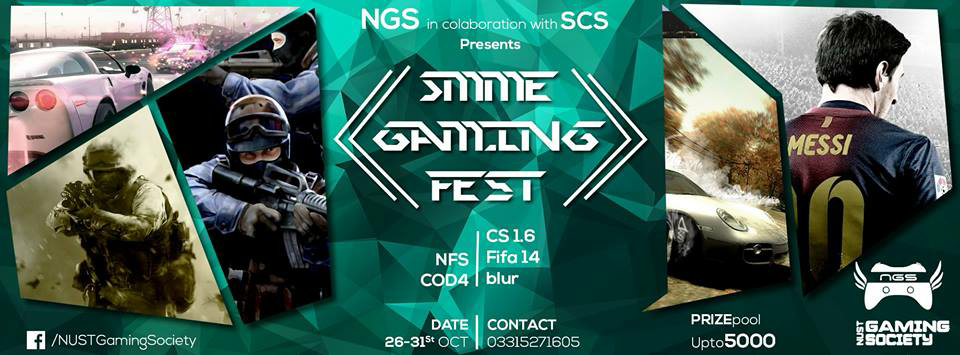 NGS in colaboration with SCS
Presents
SMME
GAMING
FEST
NFS
COD4
CS 1.6
Fifa 14
blur
DATE
26-31st OCT
CONTACT
03315271605
/NUSTGamingSociety
MESSI
10
PRIZEpool
Upto5000
NGS
NUST GAMING
SOCIETY